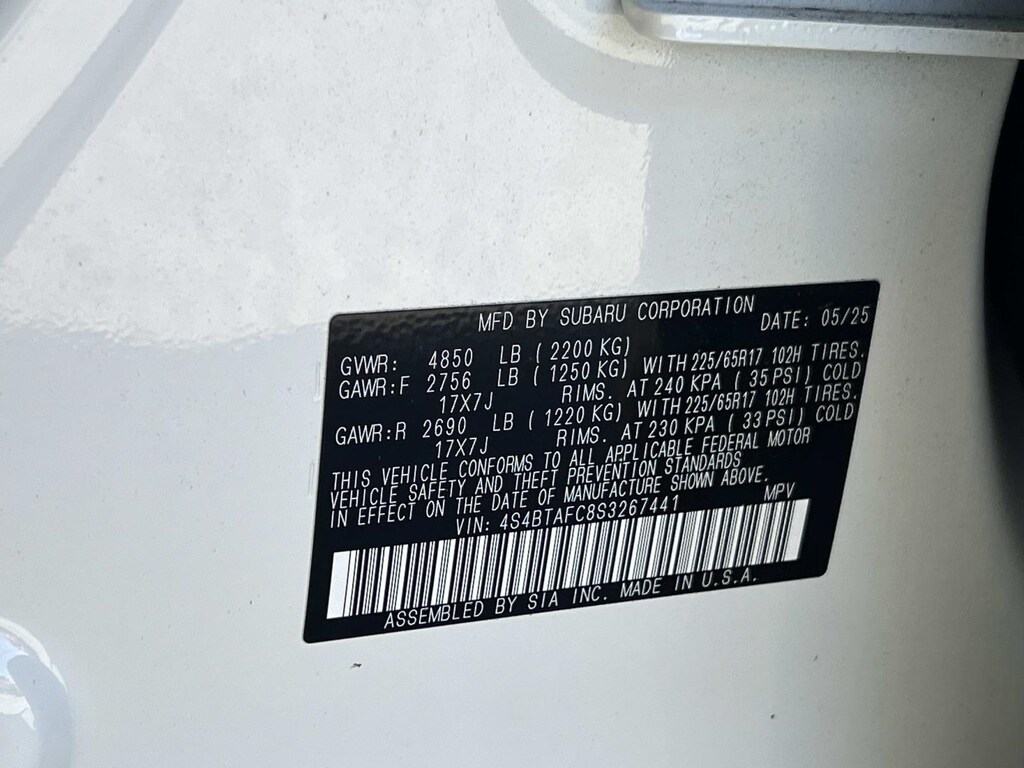 MFD BY SUBARU CORPORATION DATE: 05/25
GVWR: 4850 LB ( 2200 KG)
GAWR:F 2756 LB ( 1250 KG) WITH 225/65R17 102H TIRES.
17X7J RIMS. AT 240 KPA ( 35 PSI) COLD
GAWR:R 2690 LB ( 1220 KG) WITH 225/65R17 102H TIRES.
17X7J RIMS. AT 230 KPA ( 33 PSI) COLD
THIS VEHICLE CONFORMS TO ALL APPLICABLE FEDERAL MOTOR
VEHICLE SAFETY AND THEFT PREVENTION STANDARDS
IN EFFECT ON THE DATE OF MANUFACTURE SHOWN ABOVE.
VIN: 4S4BTAFC8S3267441 MPV
ASSEMBLED BY SIA INC. MADE IN U.S.A.